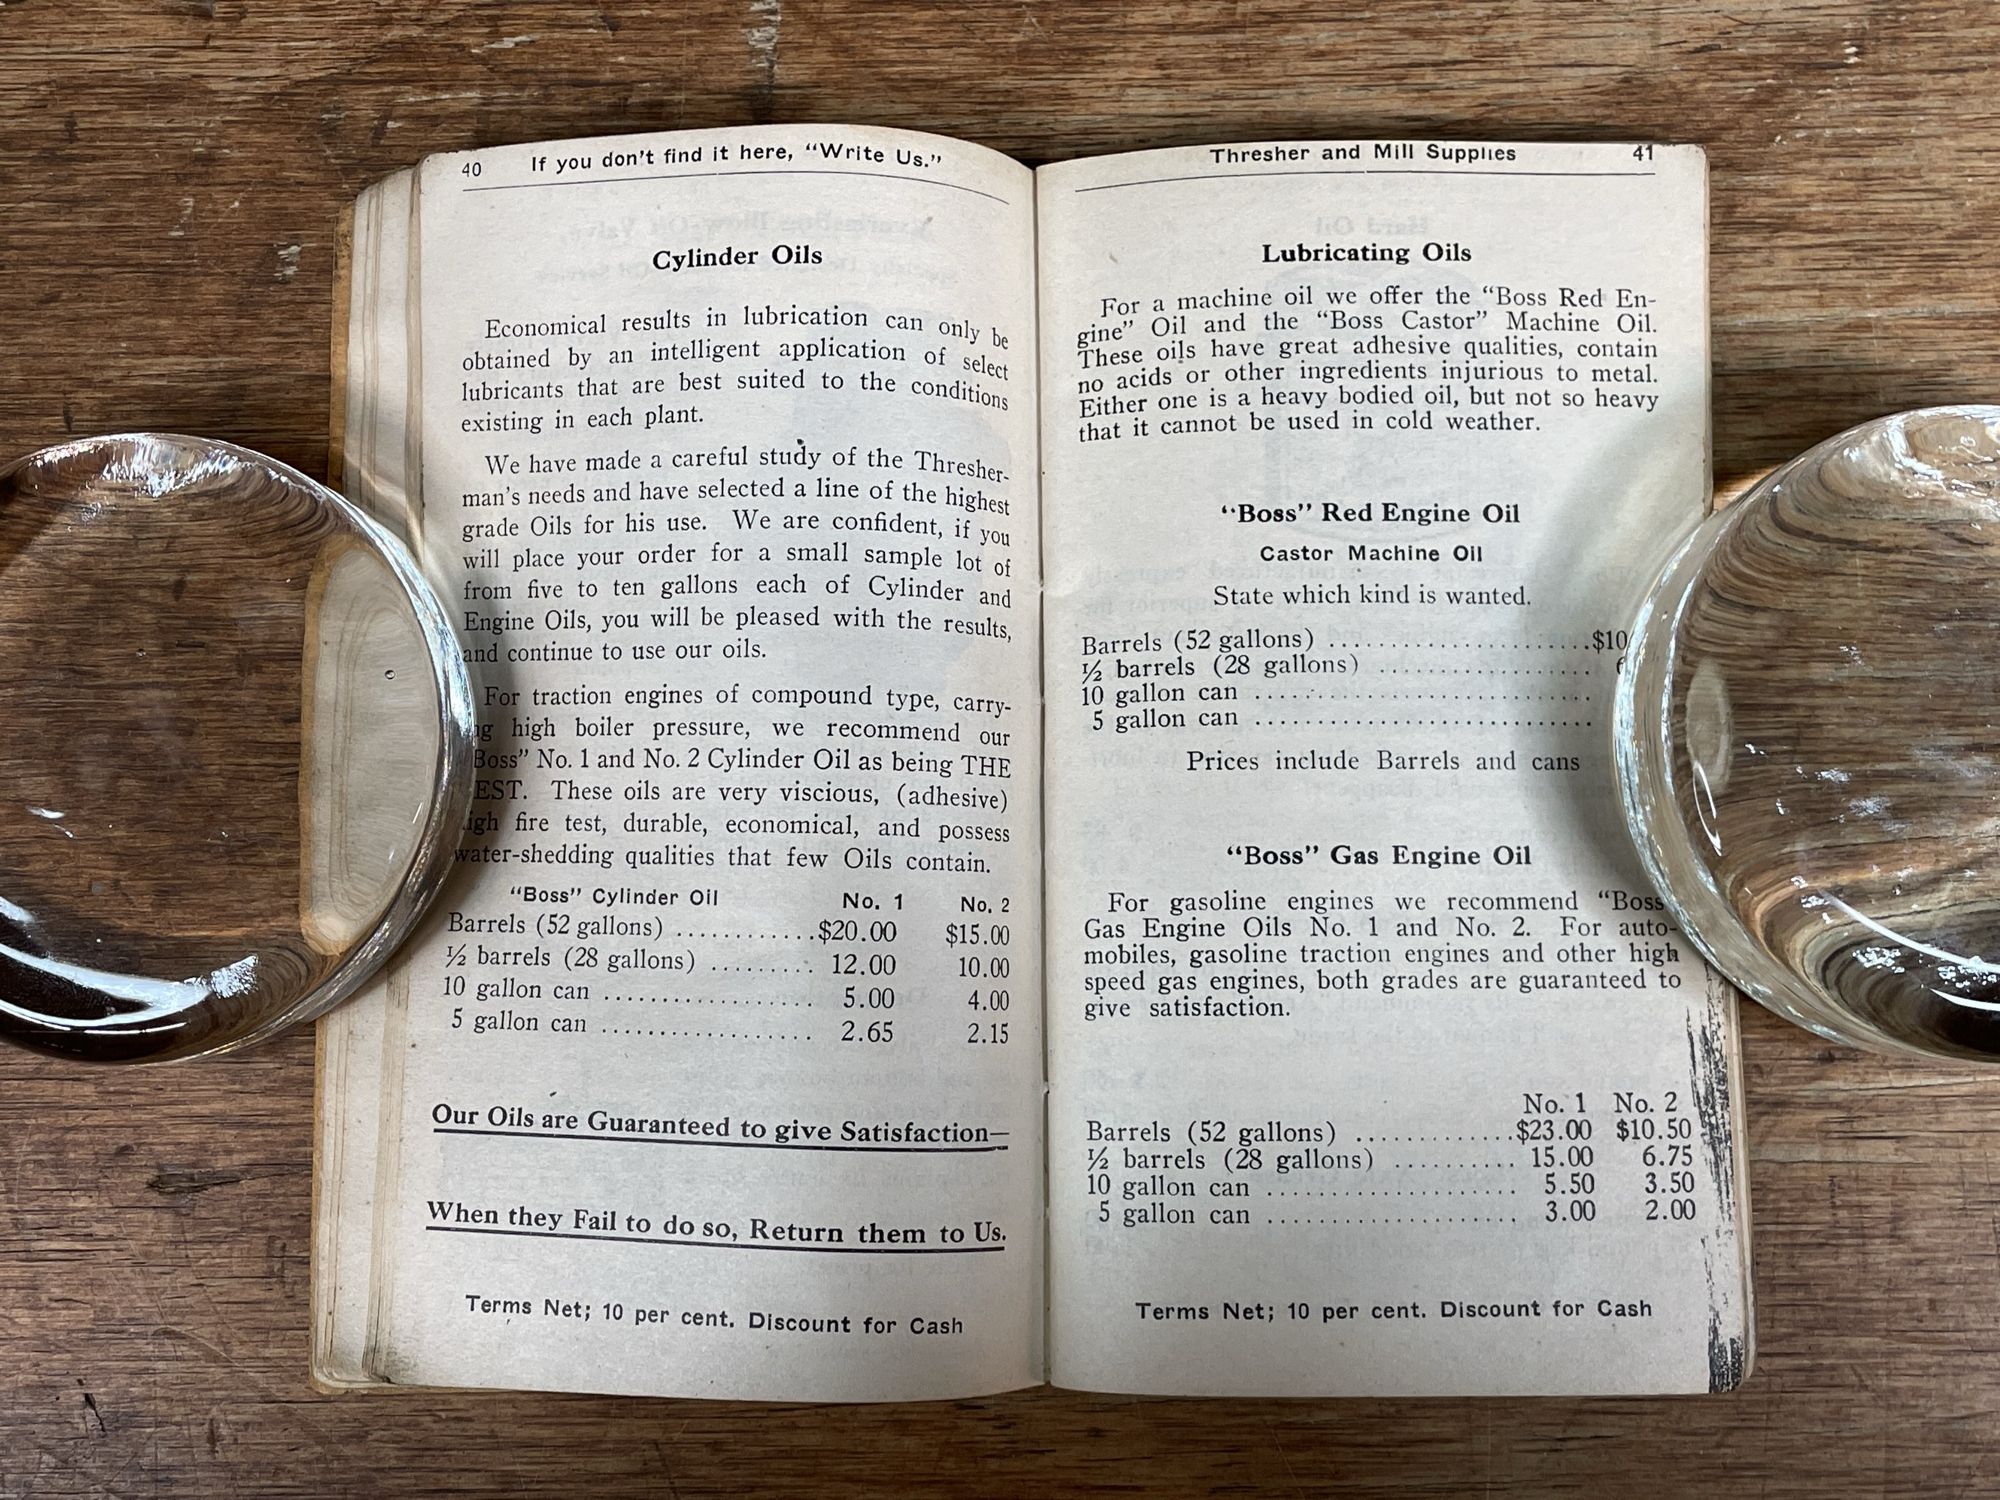 40 If you don't find it here, "Write Us."
Cylinder Oils
Economical results in lubrication can only be
obtained by an intelligent application of select
lubricants that are best suited to the conditions
existing in each plant.
We have made a careful study of the Thresher-
man's needs and have selected a line of the highest
grade Oils for his use. We are confident, if you
will place your order for a small sample lot of
from five to ten gallons each of Cylinder and
Engine Oils, you will be pleased with the results,
and continue to use our oils.
For traction engines of compound type, carry-
high boiler pressure, we recommend our
Boss" No. 1 and No. 2 Cylinder Oil as being THE
These oils are very viscious, (adhesive)
fire test, durable, economical, and possess
water-shedding qualities that few Oils contain.
"Boss" Cylinder Oil No. 1 No. 2
Barrels (52 gallons) ............$20.00 $15.00
½ barrels (28 gallons) ......... 12.00 10.00
10 gallon can .................. 5.00 4.00
5 gallon can .................. 2.65 2.15
Our Oils are Guaranteed to give Satisfaction—
When they Fail to do so, Return them to Us.
Terms Net; 10 per cent. Discount for Cash
Thresher and Mill Supplies 41
Lubricating Oils
For a machine oil we offer the "Boss Red En-
gine" Oil and the "Boss Castor" Machine Oil.
These oils have great adhesive qualities, contain
no acids or other ingredients injurious to metal.
Either one is a heavy bodied oil, but not so heavy
that it cannot be used in cold weather.
"Boss" Red Engine Oil
Castor Machine Oil
State which kind is wanted.
Barrels (52 gallons) ......................$10
½ barrels (28 gallons) ..................
10 gallon can ............................
5 gallon can ............................
Prices include Barrels and cans
"Boss" Gas Engine Oil
For gasoline engines we recommend "Boss
Gas Engine Oils No. 1 and No. 2. For auto-
mobiles, gasoline traction engines and other high
speed gas engines, both grades are guaranteed to
give satisfaction.
No. 1 No. 2
Barrels (52 gallons) .............$23.00 $10.50
½ barrels (28 gallons) .......... 15.00 6.75
10 gallon can ..................... 5.50 3.50
5 gallon can ..................... 3.00 2.00
Terms Net; 10 per cent. Discount for Cash